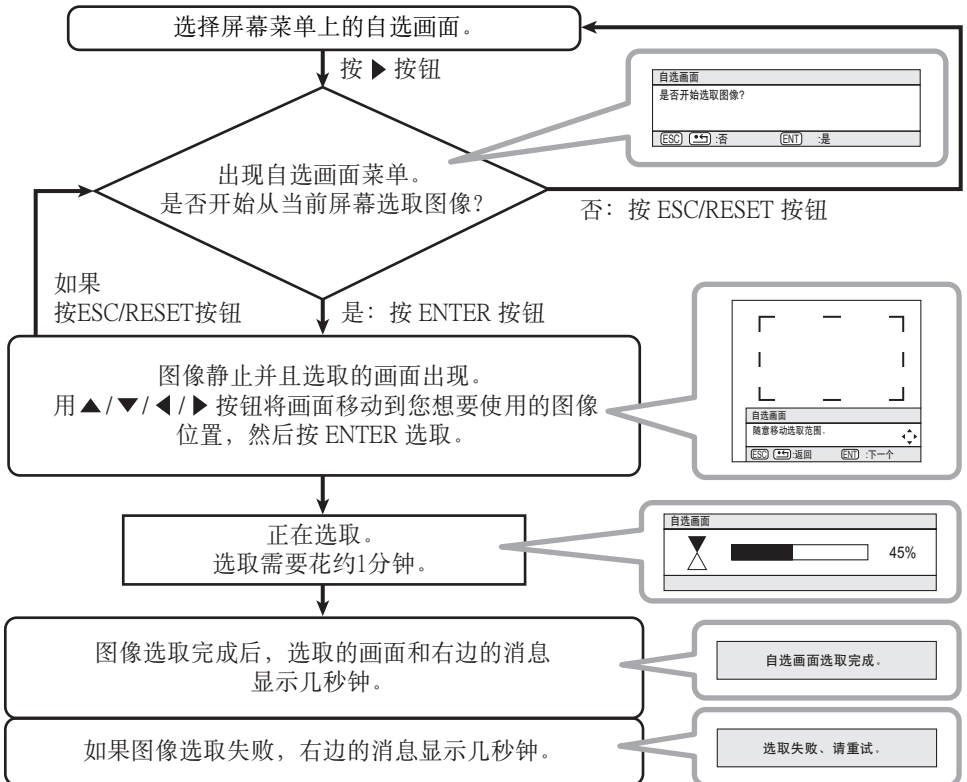 选择屏幕菜单上的自选画面。
按 ▶ 按钮
自选画面
是否开始选取图像?
ESC :否 ENT :是
出现自选画面菜单。
是否开始从当前屏幕选取图像?
否：按 ESC/RESET 按钮
如果
按ESC/RESET按钮
是：按 ENTER 按钮
图像静止并且选取的画面出现。
用▲/▼/◀/▶ 按钮将画面移动到您想要使用的图像
位置，然后按 ENTER 选取。
自选画面
随意移动选取范围.
ESC :返回 ENT :下一个
正在选取。
选取需要花约1分钟。
自选画面
45%
图像选取完成后，选取的画面和右边的消息
显示几秒钟。
自选画面选取完成.
如果图像选取失败，右边的消息显示几秒钟。
选取失败、请重试.